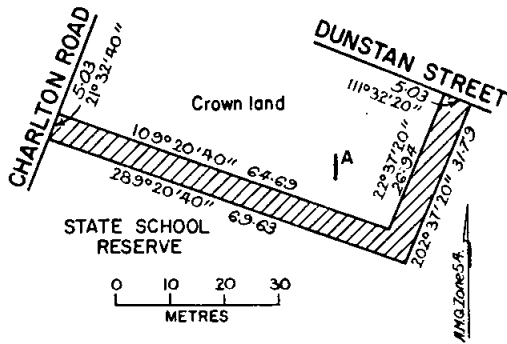 CHARLTON ROAD
5·03
21°32'40"
DUNSTAN STREET
5·03
111°32'20"
Crown land
109°20'40" 64·69
289°20'40" 69·63
A
22°37'20"
26·94
202°37'20" 31·79
STATE SCHOOL
RESERVE
0 10 20 30
METRES
A.M.G. Zone 54